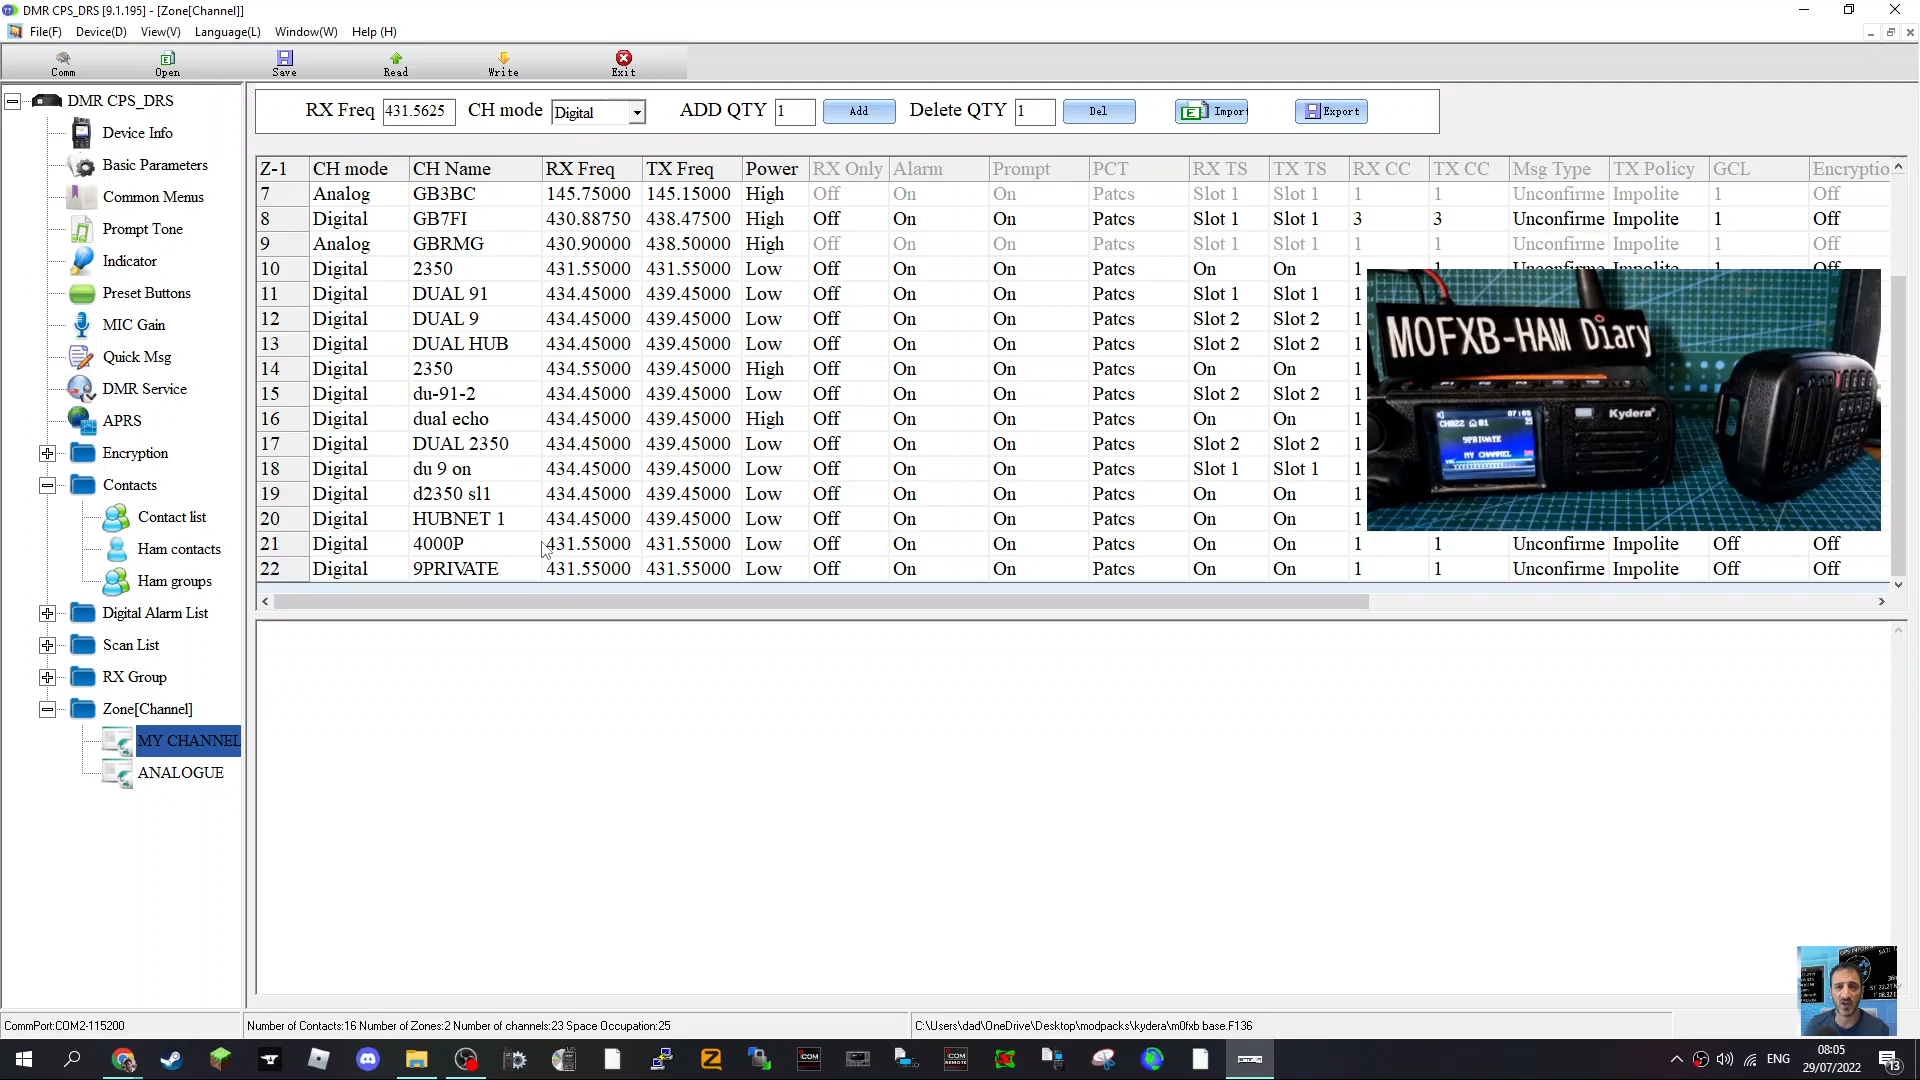 DMR CPS_DRS [9.1.195] - [Zone[Channel]]
File(F) Device(D) View(V) Language(L) Window(W) Help (H)
Comm Open Save Read Write Exit
DMR CPS_DRS
Device Info
Basic Parameters
Common Menus
Prompt Tone
Indicator
Preset Buttons
MIC Gain
Quick Msg
DMR Service
APRS
Encryption
Contacts
Contact list
Ham contacts
Ham groups
Digital Alarm List
Scan List
RX Group
Zone[Channel]
MY CHANNEL
ANALOGUE
RX Freq 431.5625 CH mode Digital ADD QTY 1 Add Delete QTY 1 Del Import Export
Z-1 CH mode CH Name RX Freq TX Freq Power RX Only Alarm Prompt PCT RX TS TX TS RX CC TX CC Msg Type TX Policy GCL Encryptio
7 Analog GB3BC 145.75000 145.15000 High Off On On Patcs Slot 1 Slot 1 1 1 Unconfirme Impolite 1 Off
8 Digital GB7FI 430.88750 438.47500 High Off On On Patcs Slot 1 Slot 1 3 3 Unconfirme Impolite 1 Off
9 Analog GBRMG 430.90000 438.50000 High Off On On Patcs Slot 1 Slot 1 1 1 Unconfirme Impolite 1 Off
10 Digital 2350 431.55000 431.55000 Low Off On On Patcs On On 1 1 Unconfirme Impolite Off
11 Digital DUAL 91 434.45000 439.45000 Low Off On On Patcs Slot 1 Slot 1 1
12 Digital DUAL 9 434.45000 439.45000 Low Off On On Patcs Slot 2 Slot 2 1
13 Digital DUAL HUB 434.45000 439.45000 Low Off On On Patcs Slot 2 Slot 2 1
14 Digital 2350 434.55000 439.45000 High Off On On Patcs On On 1
15 Digital du-91-2 434.45000 439.45000 Low Off On On Patcs Slot 2 Slot 2 1
16 Digital dual echo 434.45000 439.45000 High Off On On Patcs On On 1
17 Digital DUAL 2350 434.45000 439.45000 Low Off On On Patcs Slot 2 Slot 2 1
18 Digital du 9 on 434.45000 439.45000 Low Off On On Patcs Slot 1 Slot 1 1
19 Digital d2350 sl1 434.45000 439.45000 Low Off On On Patcs On On 1
20 Digital HUBNET 1 434.45000 439.45000 Low Off On On Patcs On On 1
21 Digital 4000P 431.55000 431.55000 Low Off On On Patcs On On 1 1 Unconfirme Impolite Off Off
22 Digital 9PRIVATE 431.55000 431.55000 Low Off On On Patcs On On 1 1 Unconfirme Impolite Off Off
M0FXB-HAM Diary
Kydera
07:05
CH022 01
9PRIVATE
MY CHANNEL
CommPort:COM2-115200
Number of Contacts:16 Number of Zones:2 Number of channels:23 Space Occupation:25
C:\Users\dad\OneDrive\Desktop\modpacks\kydera\m0fxb base.F136
ENG
08:05
29/07/2022
13